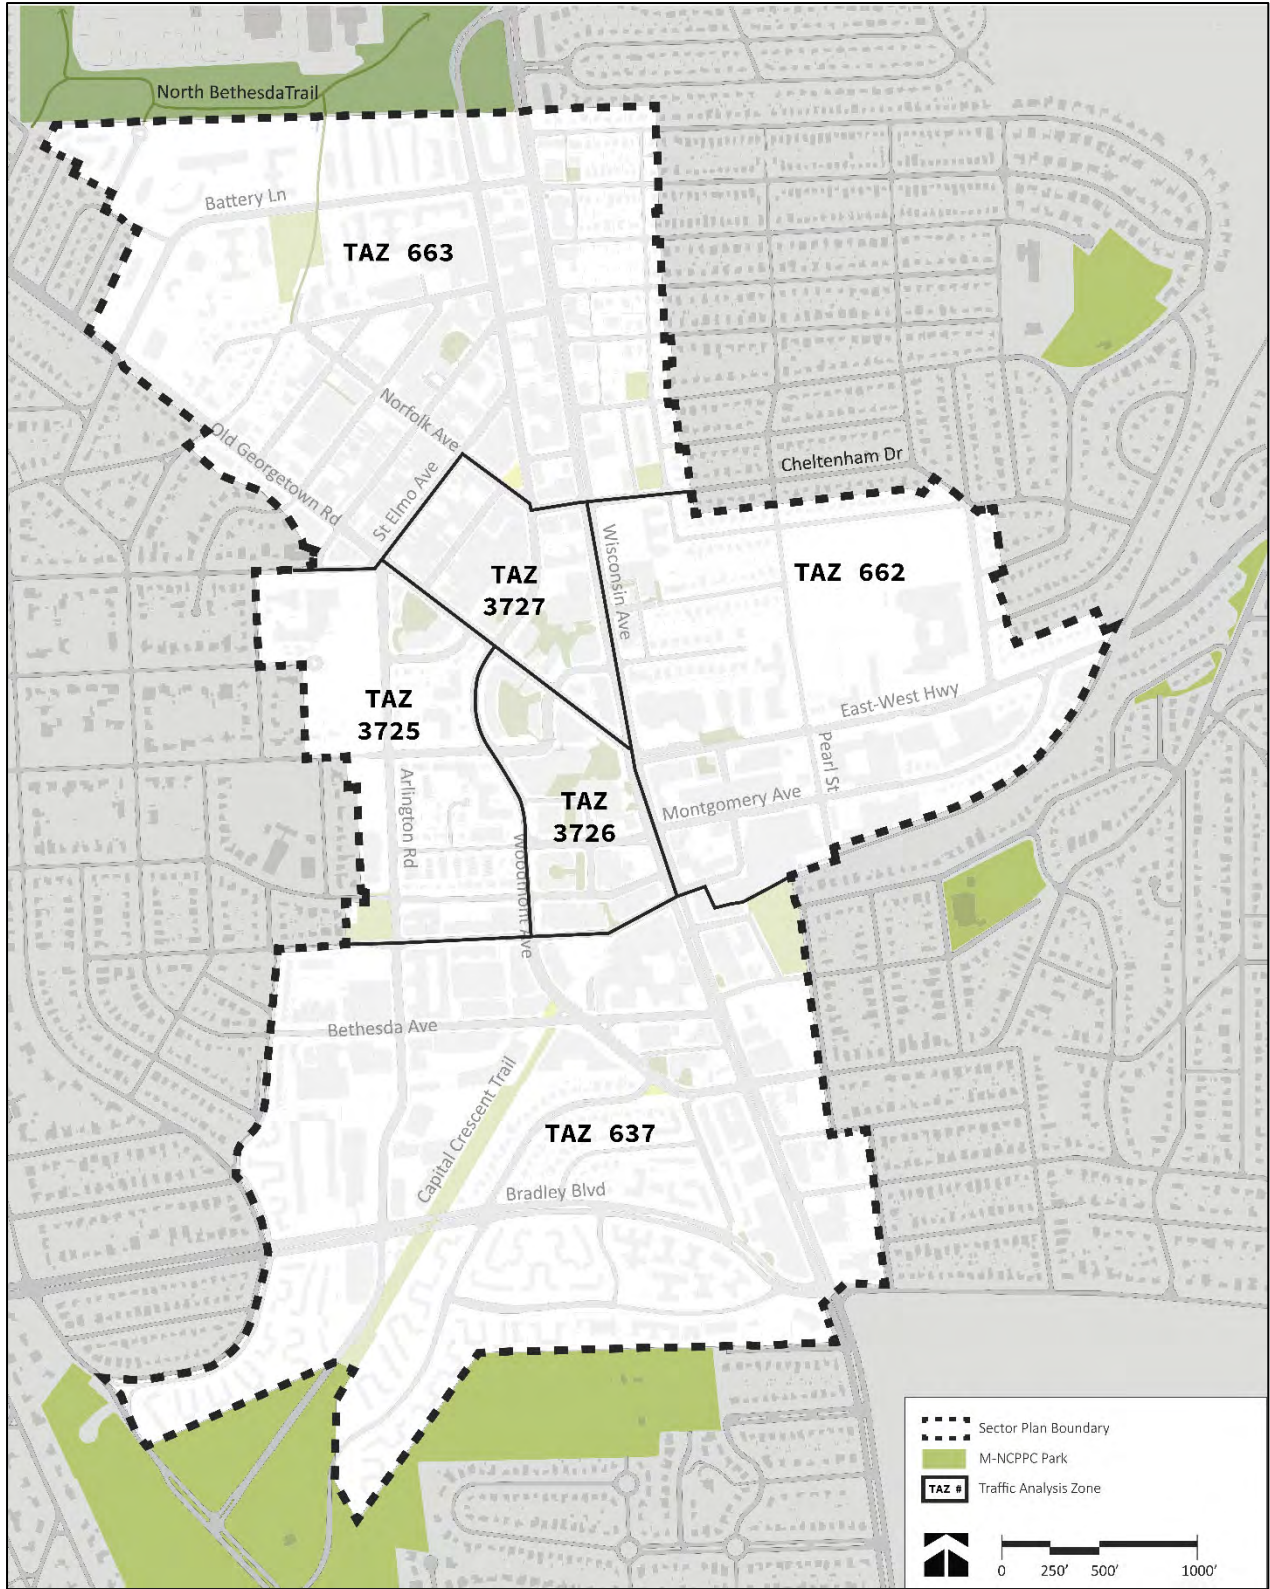 North BethesdaTrail
Battery Ln
TAZ 663
Norfolk Ave
Old Georgetown Rd
St Elmo Ave
Cheltenham Dr
Wisconsin Ave
TAZ
3727
TAZ 662
TAZ
3725
East-West Hwy
Pearl St
Arlington Rd
TAZ
3726
Montgomery Ave
Woodmont Ave
Bethesda Ave
Capital Crescent Trail
TAZ 637
Bradley Blvd
Sector Plan Boundary
M-NCPPC Park
TAZ #
Traffic Analysis Zone
0 250' 500' 1000'